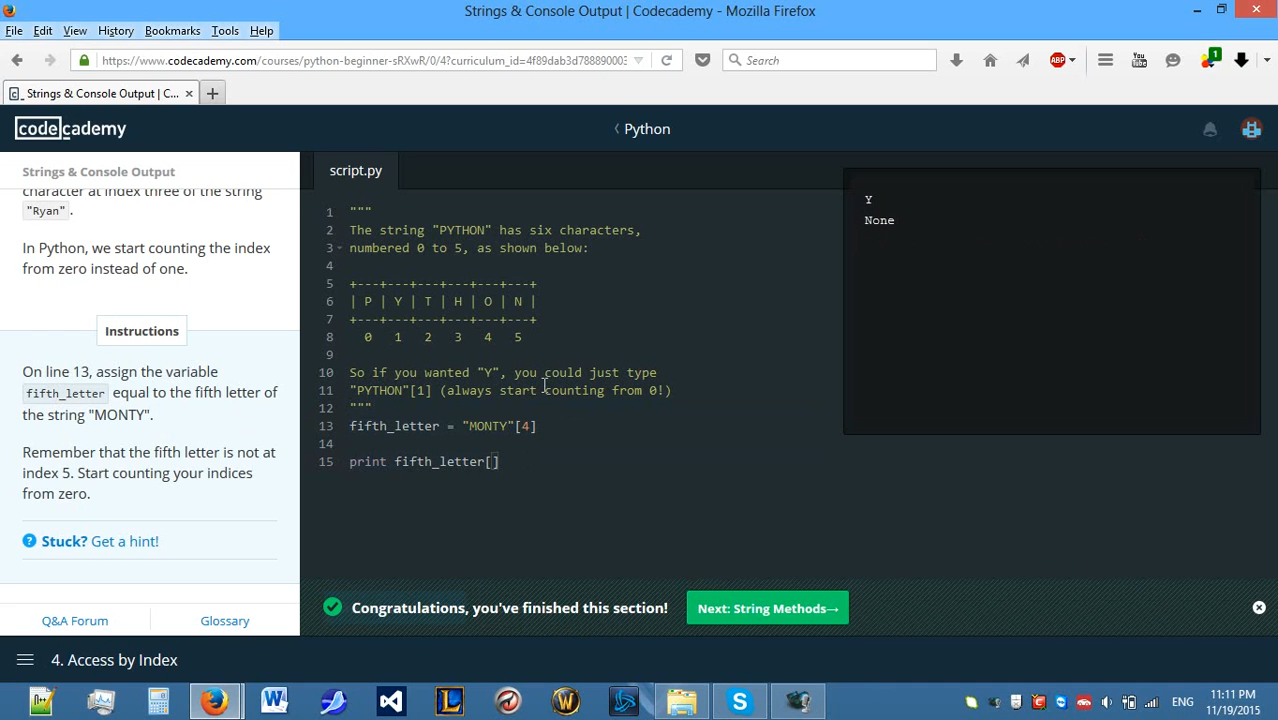 Strings & Console Output | Codecademy - Mozilla Firefox
File Edit View History Bookmarks Tools Help
https://www.codecademy.com/courses/python-beginner-sRXwR/0/4?curriculum_id=4f89dab3d78889000
Search
ABP
You Tube
1
Strings & Console Output | C...
codecademy
Python
Strings & Console Output
character at index three of the string
"Ryan".
In Python, we start counting the index
from zero instead of one.
Instructions
On line 13, assign the variable
fifth_letter equal to the fifth letter of
the string "MONTY".
Remember that the fifth letter is not at
index 5. Start counting your indices
from zero.
? Stuck? Get a hint!
Q&A Forum
Glossary
script.py
1 """
2 The string "PYTHON" has six characters,
3 numbered 0 to 5, as shown below:
4
5 +---+---+---+---+---+---+
6 | P | Y | T | H | O | N |
7 +---+---+---+---+---+---+
8 0 1 2 3 4 5
9
10 So if you wanted "Y", you could just type
11 "PYTHON"[1] (always start counting from 0!)
12 """
13 fifth_letter = "MONTY"[4]
14
15 print fifth_letter[]
Y
None
Congratulations, you've finished this section!
Next: String Methods→
4. Access by Index
ENG
11:11 PM
11/19/2015